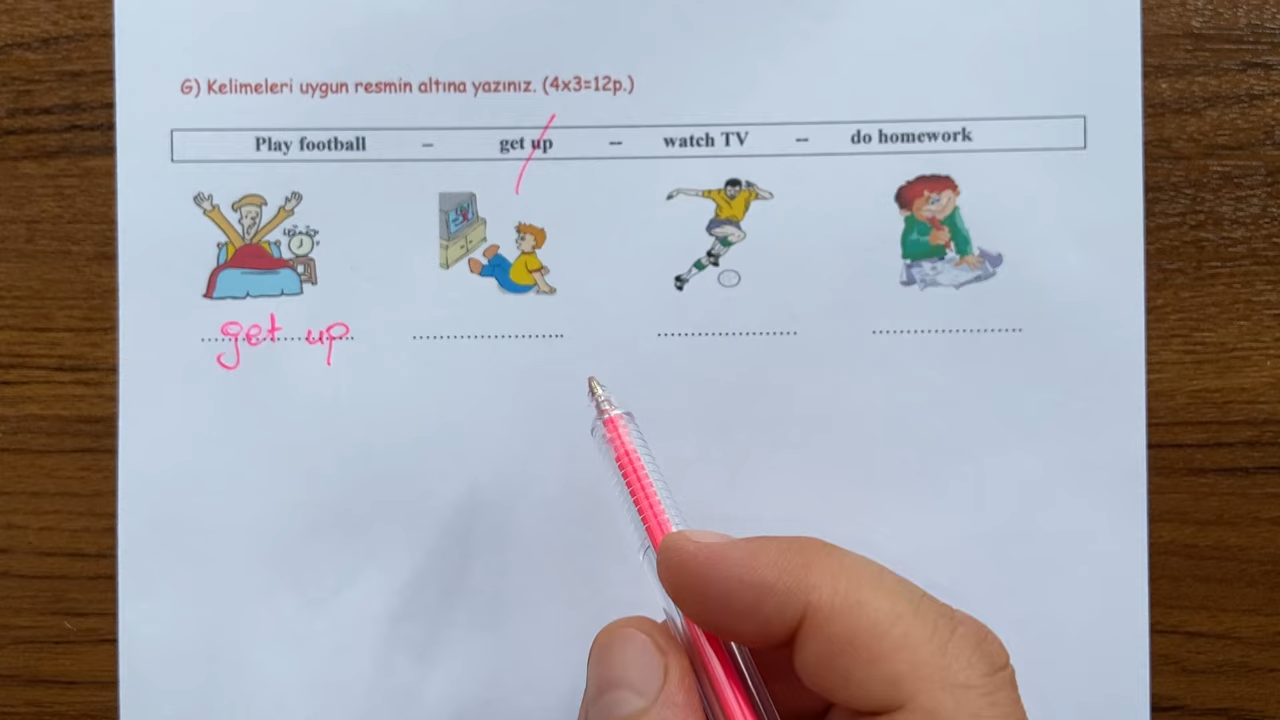 G) Kelimeleri uygun resmin altına yazınız. (4x3=12p.)
Play football – get up – watch TV – do homework
get up